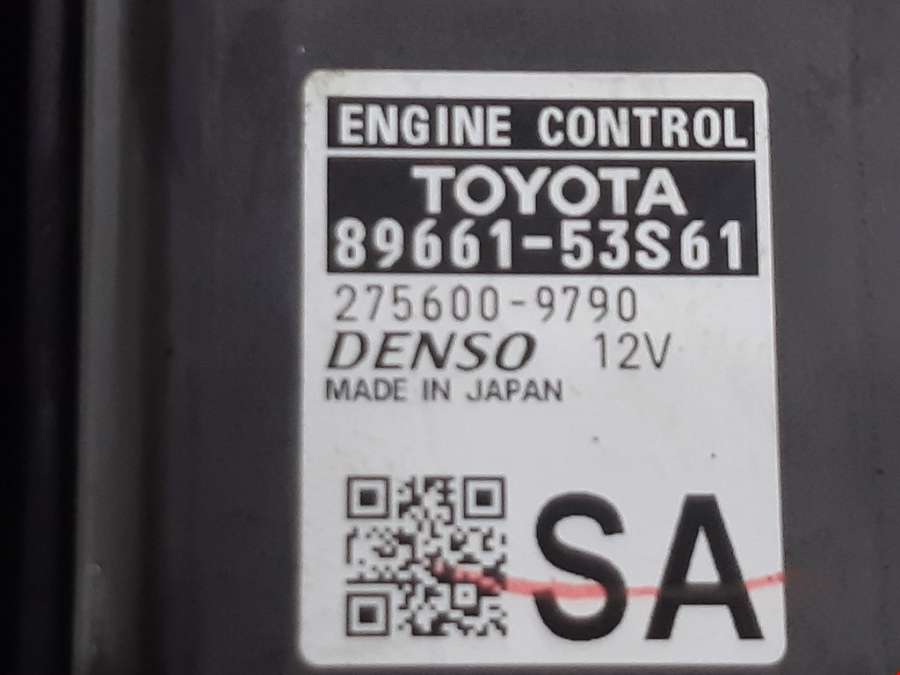 ENGINE CONTROL
TOYOTA
89661-53S61
275600-9790
DENSO 12V
MADE IN JAPAN
SA